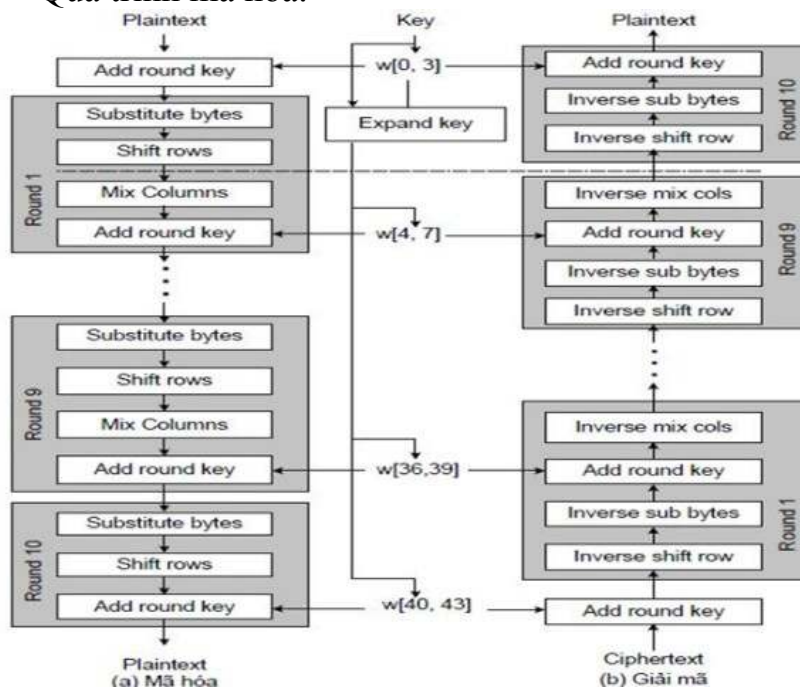 Quá trình mã hóa:
Plaintext
Add round key
Round 1
Substitute bytes
Shift rows
Mix Columns
Add round key
Round 9
Substitute bytes
Shift rows
Mix Columns
Add round key
Round 10
Substitute bytes
Shift rows
Add round key
Plaintext
(a) Mã hóa
Key
w[0, 3]
Expand key
w[4, 7]
w[36,39]
w[40, 43]
Plaintext
Add round key
Inverse sub bytes
Inverse shift row
Round 10
Inverse mix cols
Add round key
Inverse sub bytes
Inverse shift row
Round 9
Inverse mix cols
Add round key
Inverse sub bytes
Inverse shift row
Round 1
Add round key
Ciphertext
(b) Giải mã